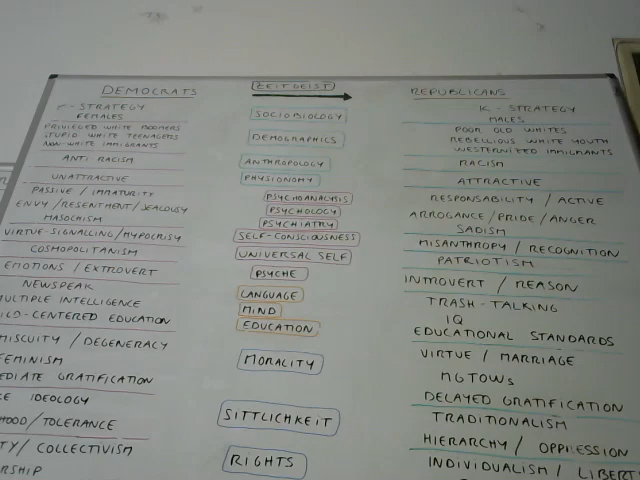 DEMOCRATS ZEITGEIST REPUBLICANS
r-STRATEGY K-STRATEGY
FEMALES SOCIOBIOLOGY MALES
PRIVILEGED WHITE BOOMERS POOR OLD WHITES
STUPID WHITE TEENAGERS DEMOGRAPHICS REBELLIOUS WHITE YOUTH
NON-WHITE IMMIGRANTS WESTERNIZED IMMIGRANTS
ANTI-RACISM ANTHROPOLOGY RACISM
UNATTRACTIVE PHYSIONOMY ATTRACTIVE
PASSIVE / IMMATURITY PSYCHOANALYSIS RESPONSABILITY / ACTIVE
ENVY / RESENTMENT / JEALOUSY PSYCHOLOGY ARROGANCE / PRIDE / ANGER
MASOCHISM PSYCHIATRY SADISM
VIRTUE-SIGNALLING / HYPOCRISY SELF-CONSCIOUSNESS MISANTHROPY / RECOGNITION
COSMOPOLITANISM UNIVERSAL SELF PATRIOTISM
EMOTIONS / EXTROVERT PSYCHE INTROVERT / REASON
NEWSPEAK LANGUAGE TRASH-TALKING
MULTIPLE INTELLIGENCE MIND IQ
ILD-CENTERED EDUCATION EDUCATION EDUCATIONAL STANDARDS
MISCUITY / DEGENERACY MORALITY VIRTUE / MARRIAGE
FEMINISM MGTOWs
EDIATE GRATIFICATION DELAYED GRATIFICATION
CE IDEOLOGY SITTLICHKEIT TRADITIONALISM
HOOD / TOLERANCE HIERARCHY / OPPRESSION
TY / COLLECTIVISM RIGHTS INDIVIDUALISM / LIBERT
RSHIP